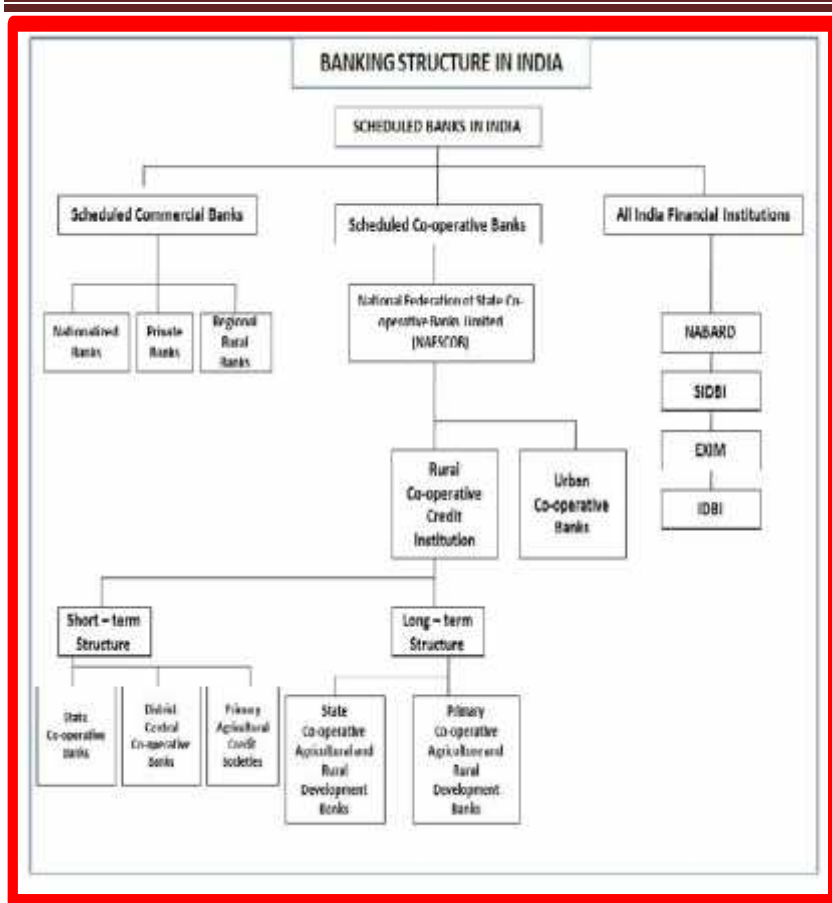 BANKING STRUCTURE IN INDIA
SCHEDULED BANKS IN INDIA
Scheduled Commercial Banks
Scheduled Co-operative Banks
All India Financial Institutions
Nationalized
Banks
Private
Banks
Regional
Rural
Banks
National Federation of State Co-
operative Banks Limited
(NAFSCOB)
NABARD
SIDBI
EXIM
IDBI
Rural
Co-operative
Credit
Institution
Urban
Co-operative
Banks
Short – term
Structure
Long – term
Structure
State
Co-operative
Banks
District
Central
Co-operative
Banks
Primary
Agricultural
Credit
Societies
State
Co-operative
Agricultural and
Rural
Development
Banks
Primary
Co-operative
Agriculture and
Rural
Development
Banks